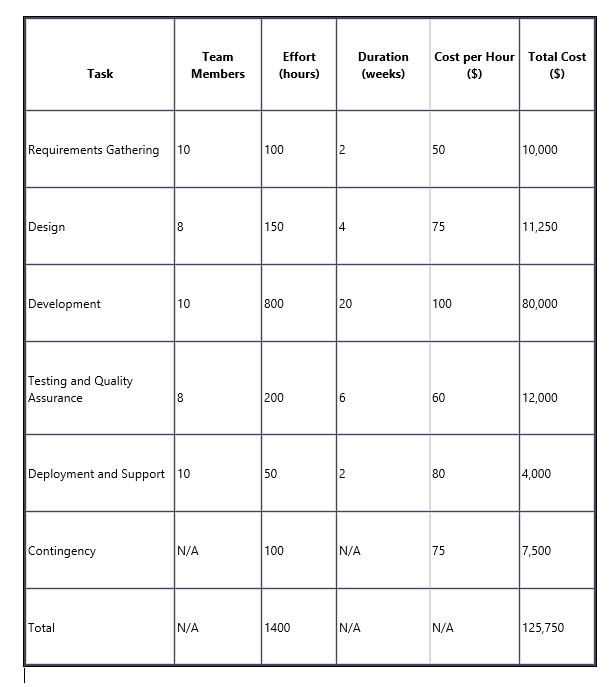 Task Team Members Effort (hours) Duration (weeks) Cost per Hour ($) Total Cost ($)
Requirements Gathering 10 100 2 50 10,000
Design 8 150 4 75 11,250
Development 10 800 20 100 80,000
Testing and Quality Assurance 8 200 6 60 12,000
Deployment and Support 10 50 2 80 4,000
Contingency N/A 100 N/A 75 7,500
Total N/A 1400 N/A N/A 125,750